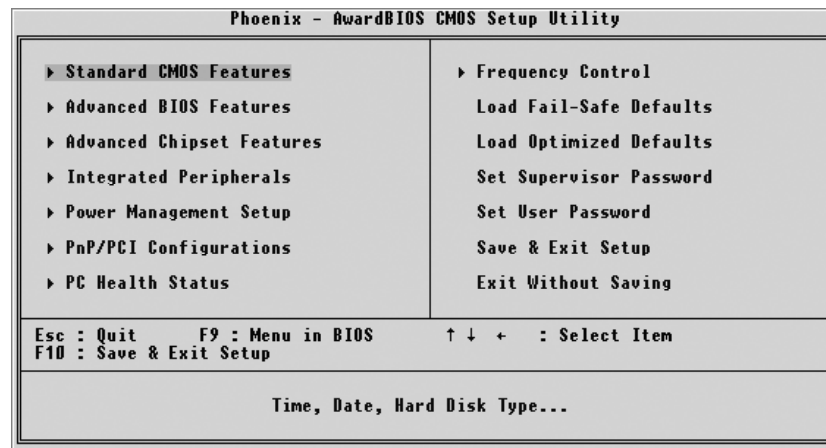 Phoenix - AwardBIOS CMOS Setup Utility
▸ Standard CMOS Features
▸ Advanced BIOS Features
▸ Advanced Chipset Features
▸ Integrated Peripherals
▸ Power Management Setup
▸ PnP/PCI Configurations
▸ PC Health Status
▸ Frequency Control
Load Fail-Safe Defaults
Load Optimized Defaults
Set Supervisor Password
Set User Password
Save & Exit Setup
Exit Without Saving
Esc : Quit F9 : Menu in BIOS ↑ ↓ ← : Select Item
F10 : Save & Exit Setup
Time, Date, Hard Disk Type...